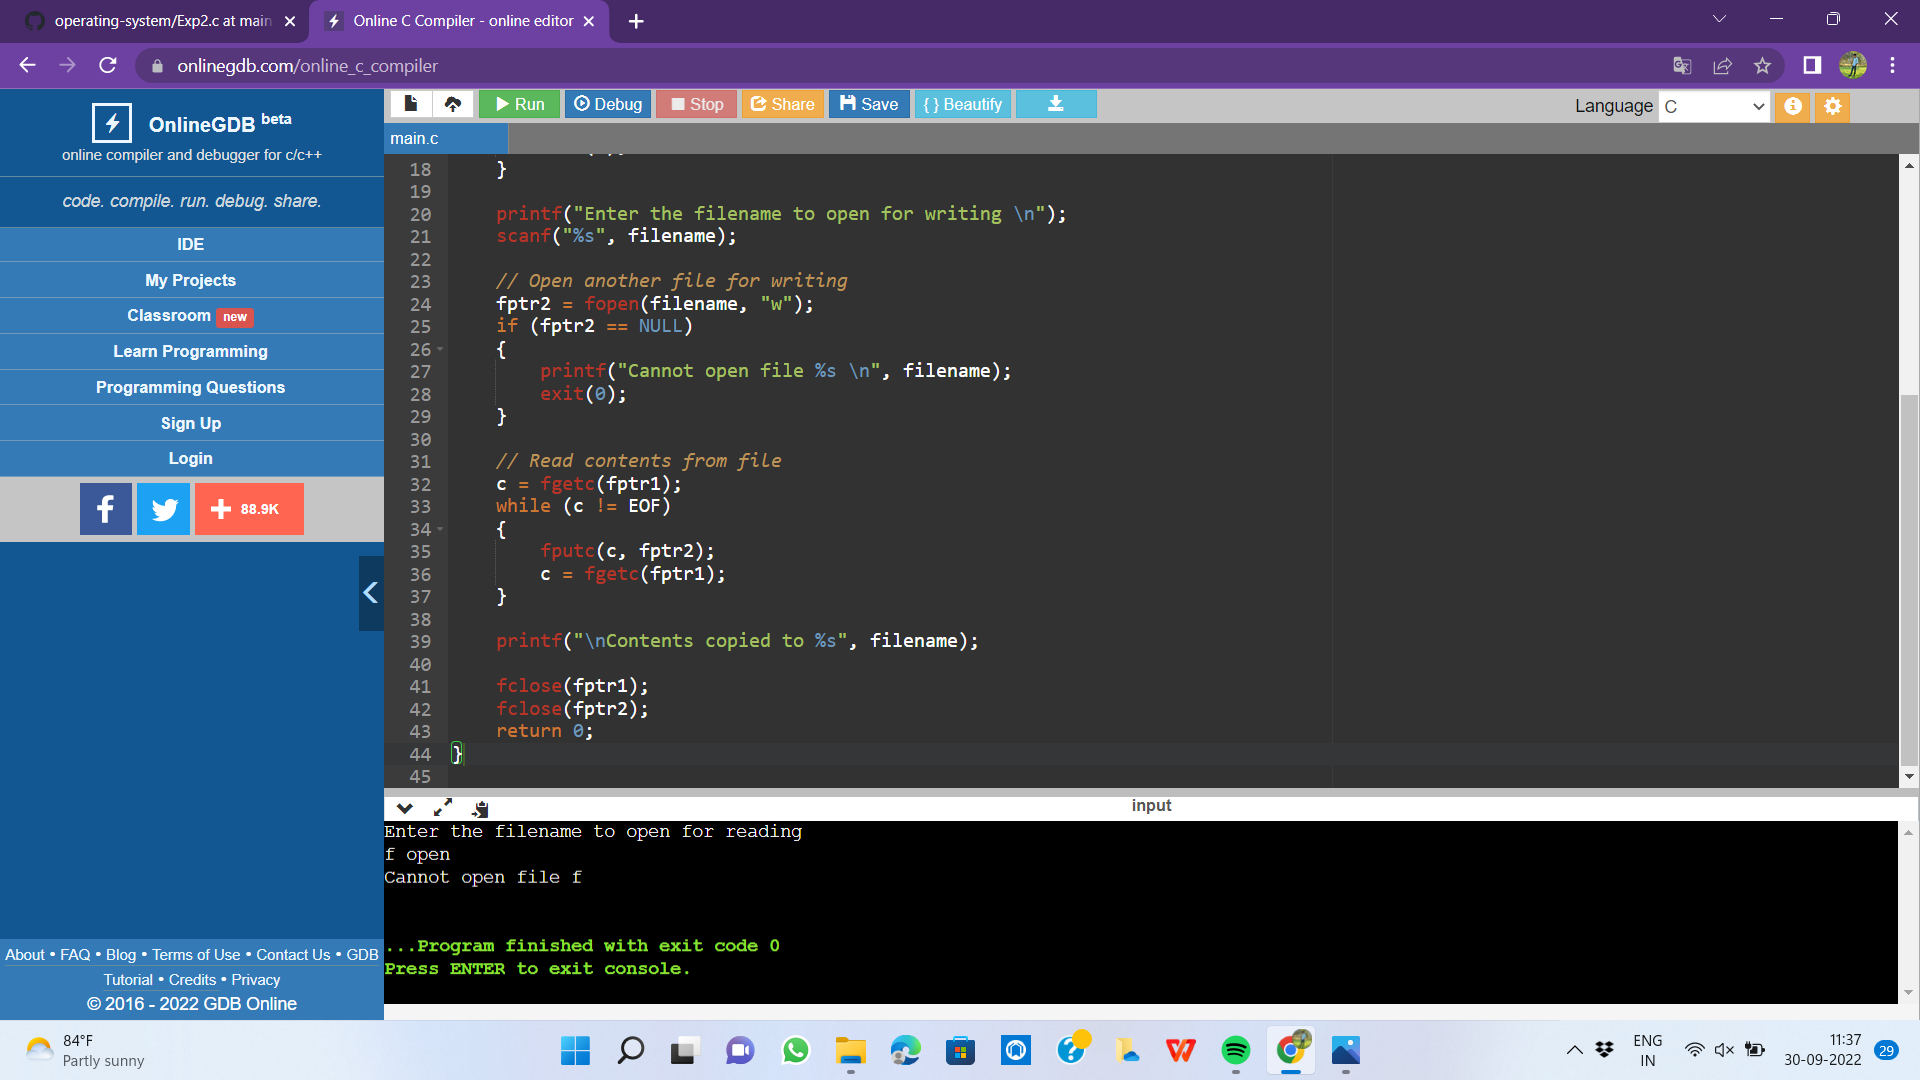 operating-system/Exp2.c at main
Online C Compiler - online editor
onlinegdb.com/online_c_compiler
OnlineGDB beta
online compiler and debugger for c/c++
code. compile. run. debug. share.
IDE
My Projects
Classroom new
Learn Programming
Programming Questions
Sign Up
Login
88.9K
About • FAQ • Blog • Terms of Use • Contact Us • GDB
Tutorial • Credits • Privacy
© 2016 - 2022 GDB Online
Run Debug Stop Share Save { } Beautify
Language C
main.c
18 }
19
20 printf("Enter the filename to open for writing \n");
21 scanf("%s", filename);
22
23 // Open another file for writing
24 fptr2 = fopen(filename, "w");
25 if (fptr2 == NULL)
26 {
27 printf("Cannot open file %s \n", filename);
28 exit(0);
29 }
30
31 // Read contents from file
32 c = fgetc(fptr1);
33 while (c != EOF)
34 {
35 fputc(c, fptr2);
36 c = fgetc(fptr1);
37 }
38
39 printf("\nContents copied to %s", filename);
40
41 fclose(fptr1);
42 fclose(fptr2);
43 return 0;
44 }
45
input
Enter the filename to open for reading
f open
Cannot open file f
...Program finished with exit code 0
Press ENTER to exit console.
84°F
Partly sunny
ENG
IN
11:37
30-09-2022
29